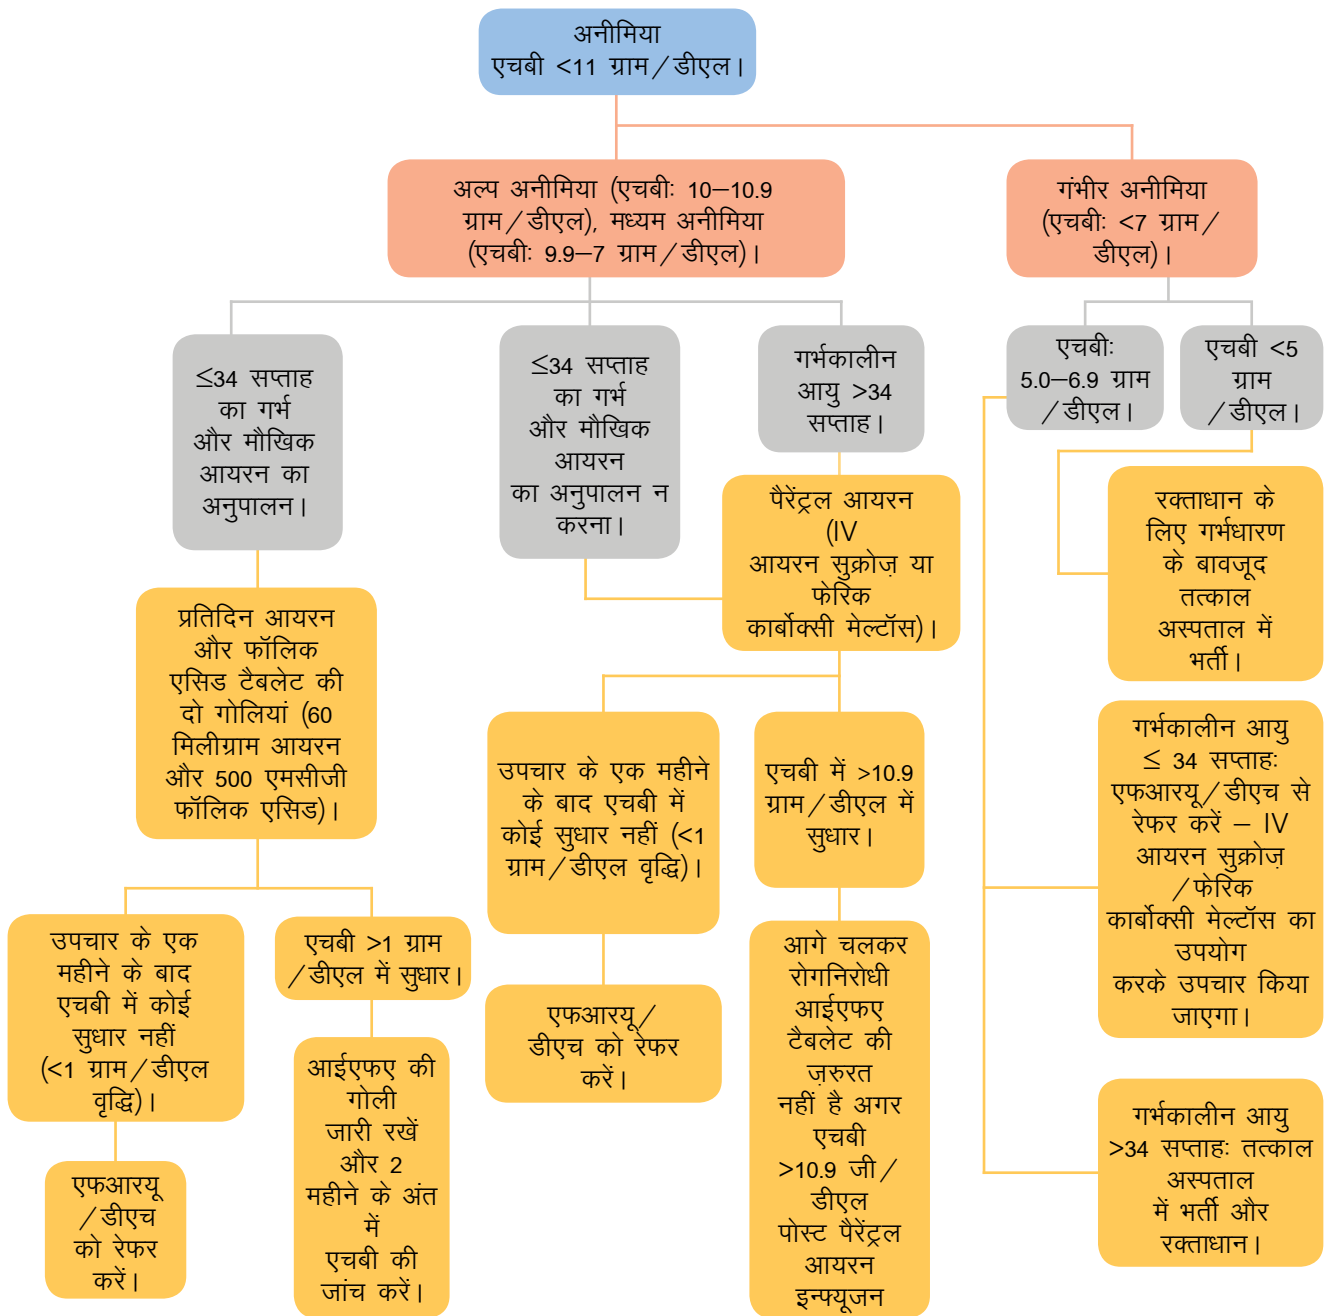 अनीमिया
एचबी <11 ग्राम/डीएल।
अल्प अनीमिया (एचबीः 10–10.9
ग्राम/डीएल), मध्यम अनीमिया
(एचबीः 9.9–7 ग्राम/डीएल)।
गंभीर अनीमिया
(एचबीः <7 ग्राम/
डीएल)।
≤34 सप्ताह
का गर्भ
और मौखिक
आयरन का
अनुपालन।
≤34 सप्ताह
का गर्भ
और मौखिक
आयरन
का अनुपालन न
करना।
गर्भकालीन
आयु >34
सप्ताह।
एचबीः
5.0–6.9 ग्राम
/डीएल।
एचबी <5
ग्राम
/डीएल।
प्रतिदिन आयरन
और फॉलिक
एसिड टैबलेट की
दो गोलियां (60
मिलीग्राम आयरन
और 500 एमसीजी
फॉलिक एसिड)।
पैरेंट्रल आयरन
(IV
आयरन सुक्रोज़ या
फेरिक
कार्बोक्सी मेल्टॉस)।
रक्ताधान के
लिए गर्भधारण
के बावजूद
तत्काल
अस्पताल में
भर्ती।
गर्भकालीन आयु
≤ 34 सप्ताहः
एफआरयू/डीएच से
रेफर करें – IV
आयरन सुक्रोज़
/फेरिक
कार्बोक्सी मेल्टॉस का
उपयोग
करके उपचार किया
जाएगा।
गर्भकालीन आयु
>34 सप्ताहः तत्काल
अस्पताल
में भर्ती और
रक्ताधान।
उपचार के एक
महीने के बाद
एचबी में कोई
सुधार नहीं
(<1 ग्राम/डीएल
वृद्धि)।
एचबी >1 ग्राम
/डीएल में सुधार।
उपचार के एक महीने
के बाद एचबी में
कोई सुधार नहीं (<1
ग्राम/डीएल वृद्धि)।
एचबी में >10.9
ग्राम/डीएल में
सुधार।
एफआरयू
/डीएच
को रेफर
करें।
आईएफए की
गोली
जारी रखें
और 2
महीने के अंत
में
एचबी की
जांच करें।
एफआरयू/
डीएच को रेफर
करें।
आगे चलकर
रोगनिरोधी
आईएफए
टैबलेट की
ज़रुरत
नहीं है अगर
एचबी
>10.9 जी/
डीएल
पोस्ट पैरेंट्रल
आयरन
इन्फ्यूजन